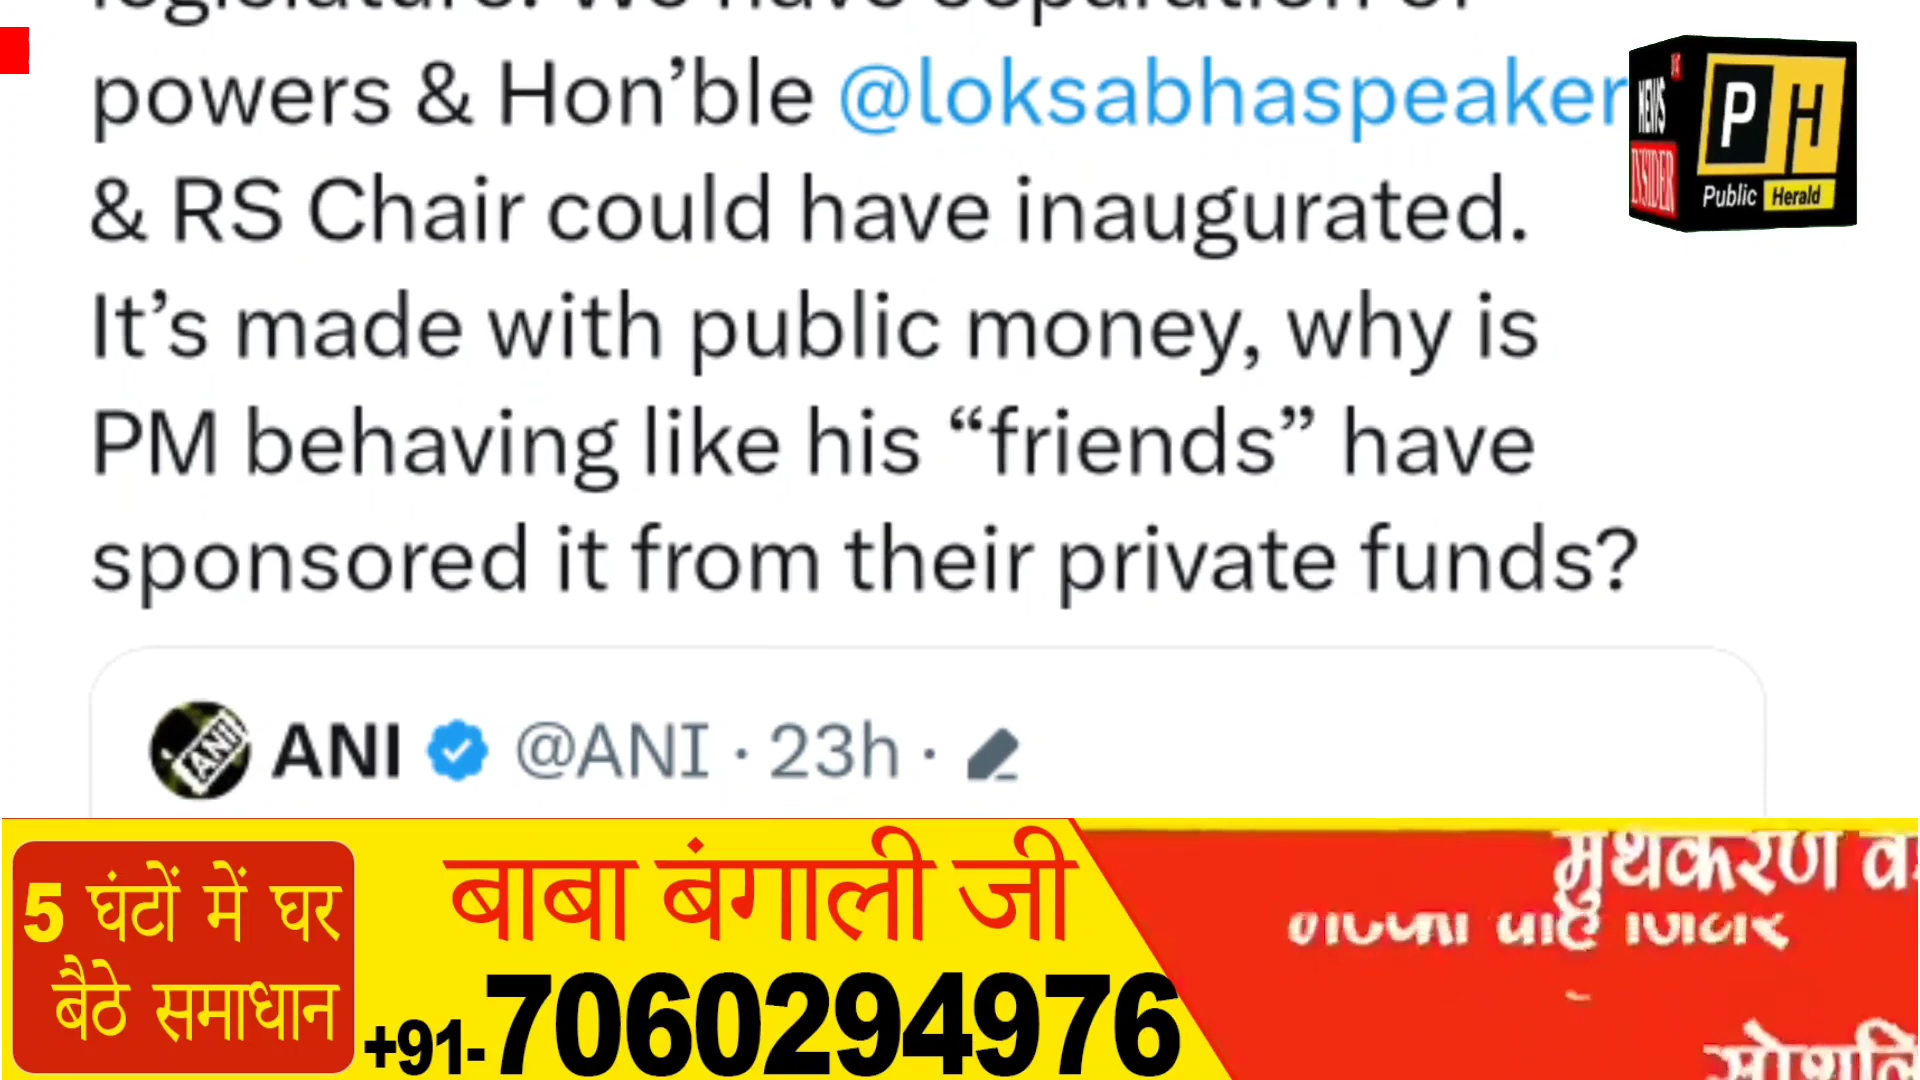 powers & Hon’ble @loksabhaspeaker
& RS Chair could have inaugurated.
It’s made with public money, why is
PM behaving like his “friends” have
sponsored it from their private funds?
NEWS
INSIDER
PH
Public Herald
ANI @ANI · 23h ·
5 घंटों में घर
बैठे समाधान
बाबा बंगाली जी
+91-7060294976